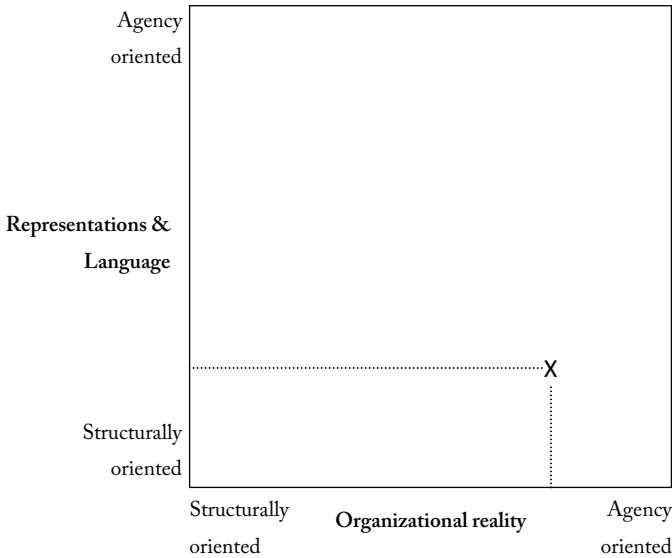 Agency
oriented
Representations &
Language
X
Structurally
oriented
Structurally
oriented
Organizational reality
Agency
oriented